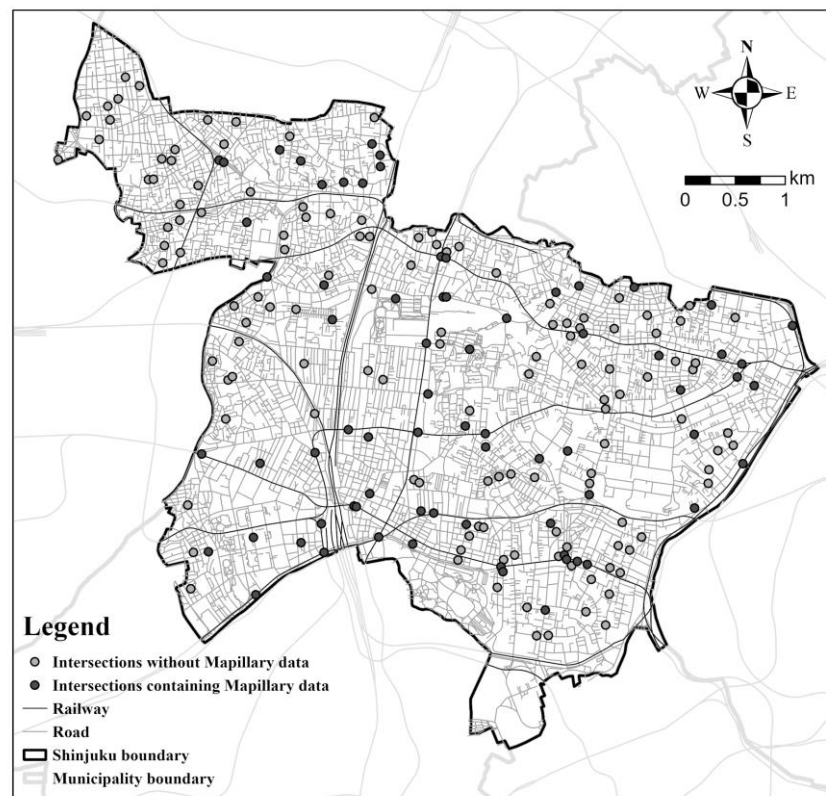 N
W E
S
km
0 0.5 1
Legend
Intersections without Mapillary data
Intersections containing Mapillary data
Railway
Road
Shinjuku boundary
Municipality boundary